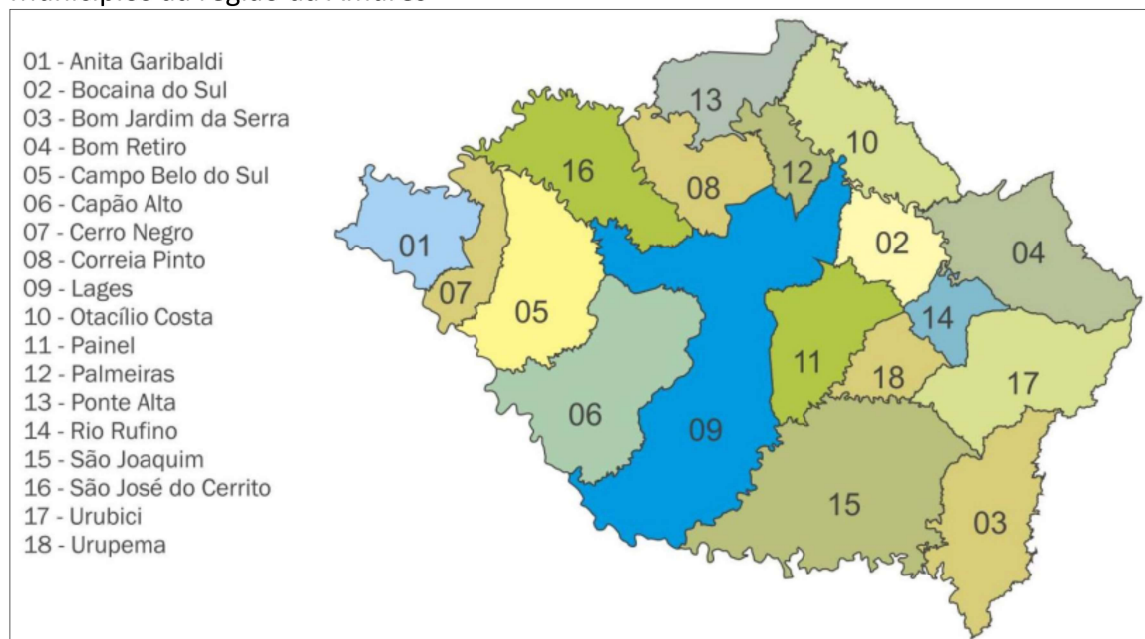 01 - Anita Garibaldi
02 - Bocaina do Sul
03 - Bom Jardim da Serra
04 - Bom Retiro
05 - Campo Belo do Sul
06 - Capão Alto
07 - Cerro Negro
08 - Correia Pinto
09 - Lages
10 - Otacílio Costa
11 - Painel
12 - Palmeiras
13 - Ponte Alta
14 - Rio Rufino
15 - São Joaquim
16 - São José do Cerrito
17 - Urubici
18 - Urupema
13
10
16
12
08
01
02
04
07
05
14
11
18
17
06
09
15
03